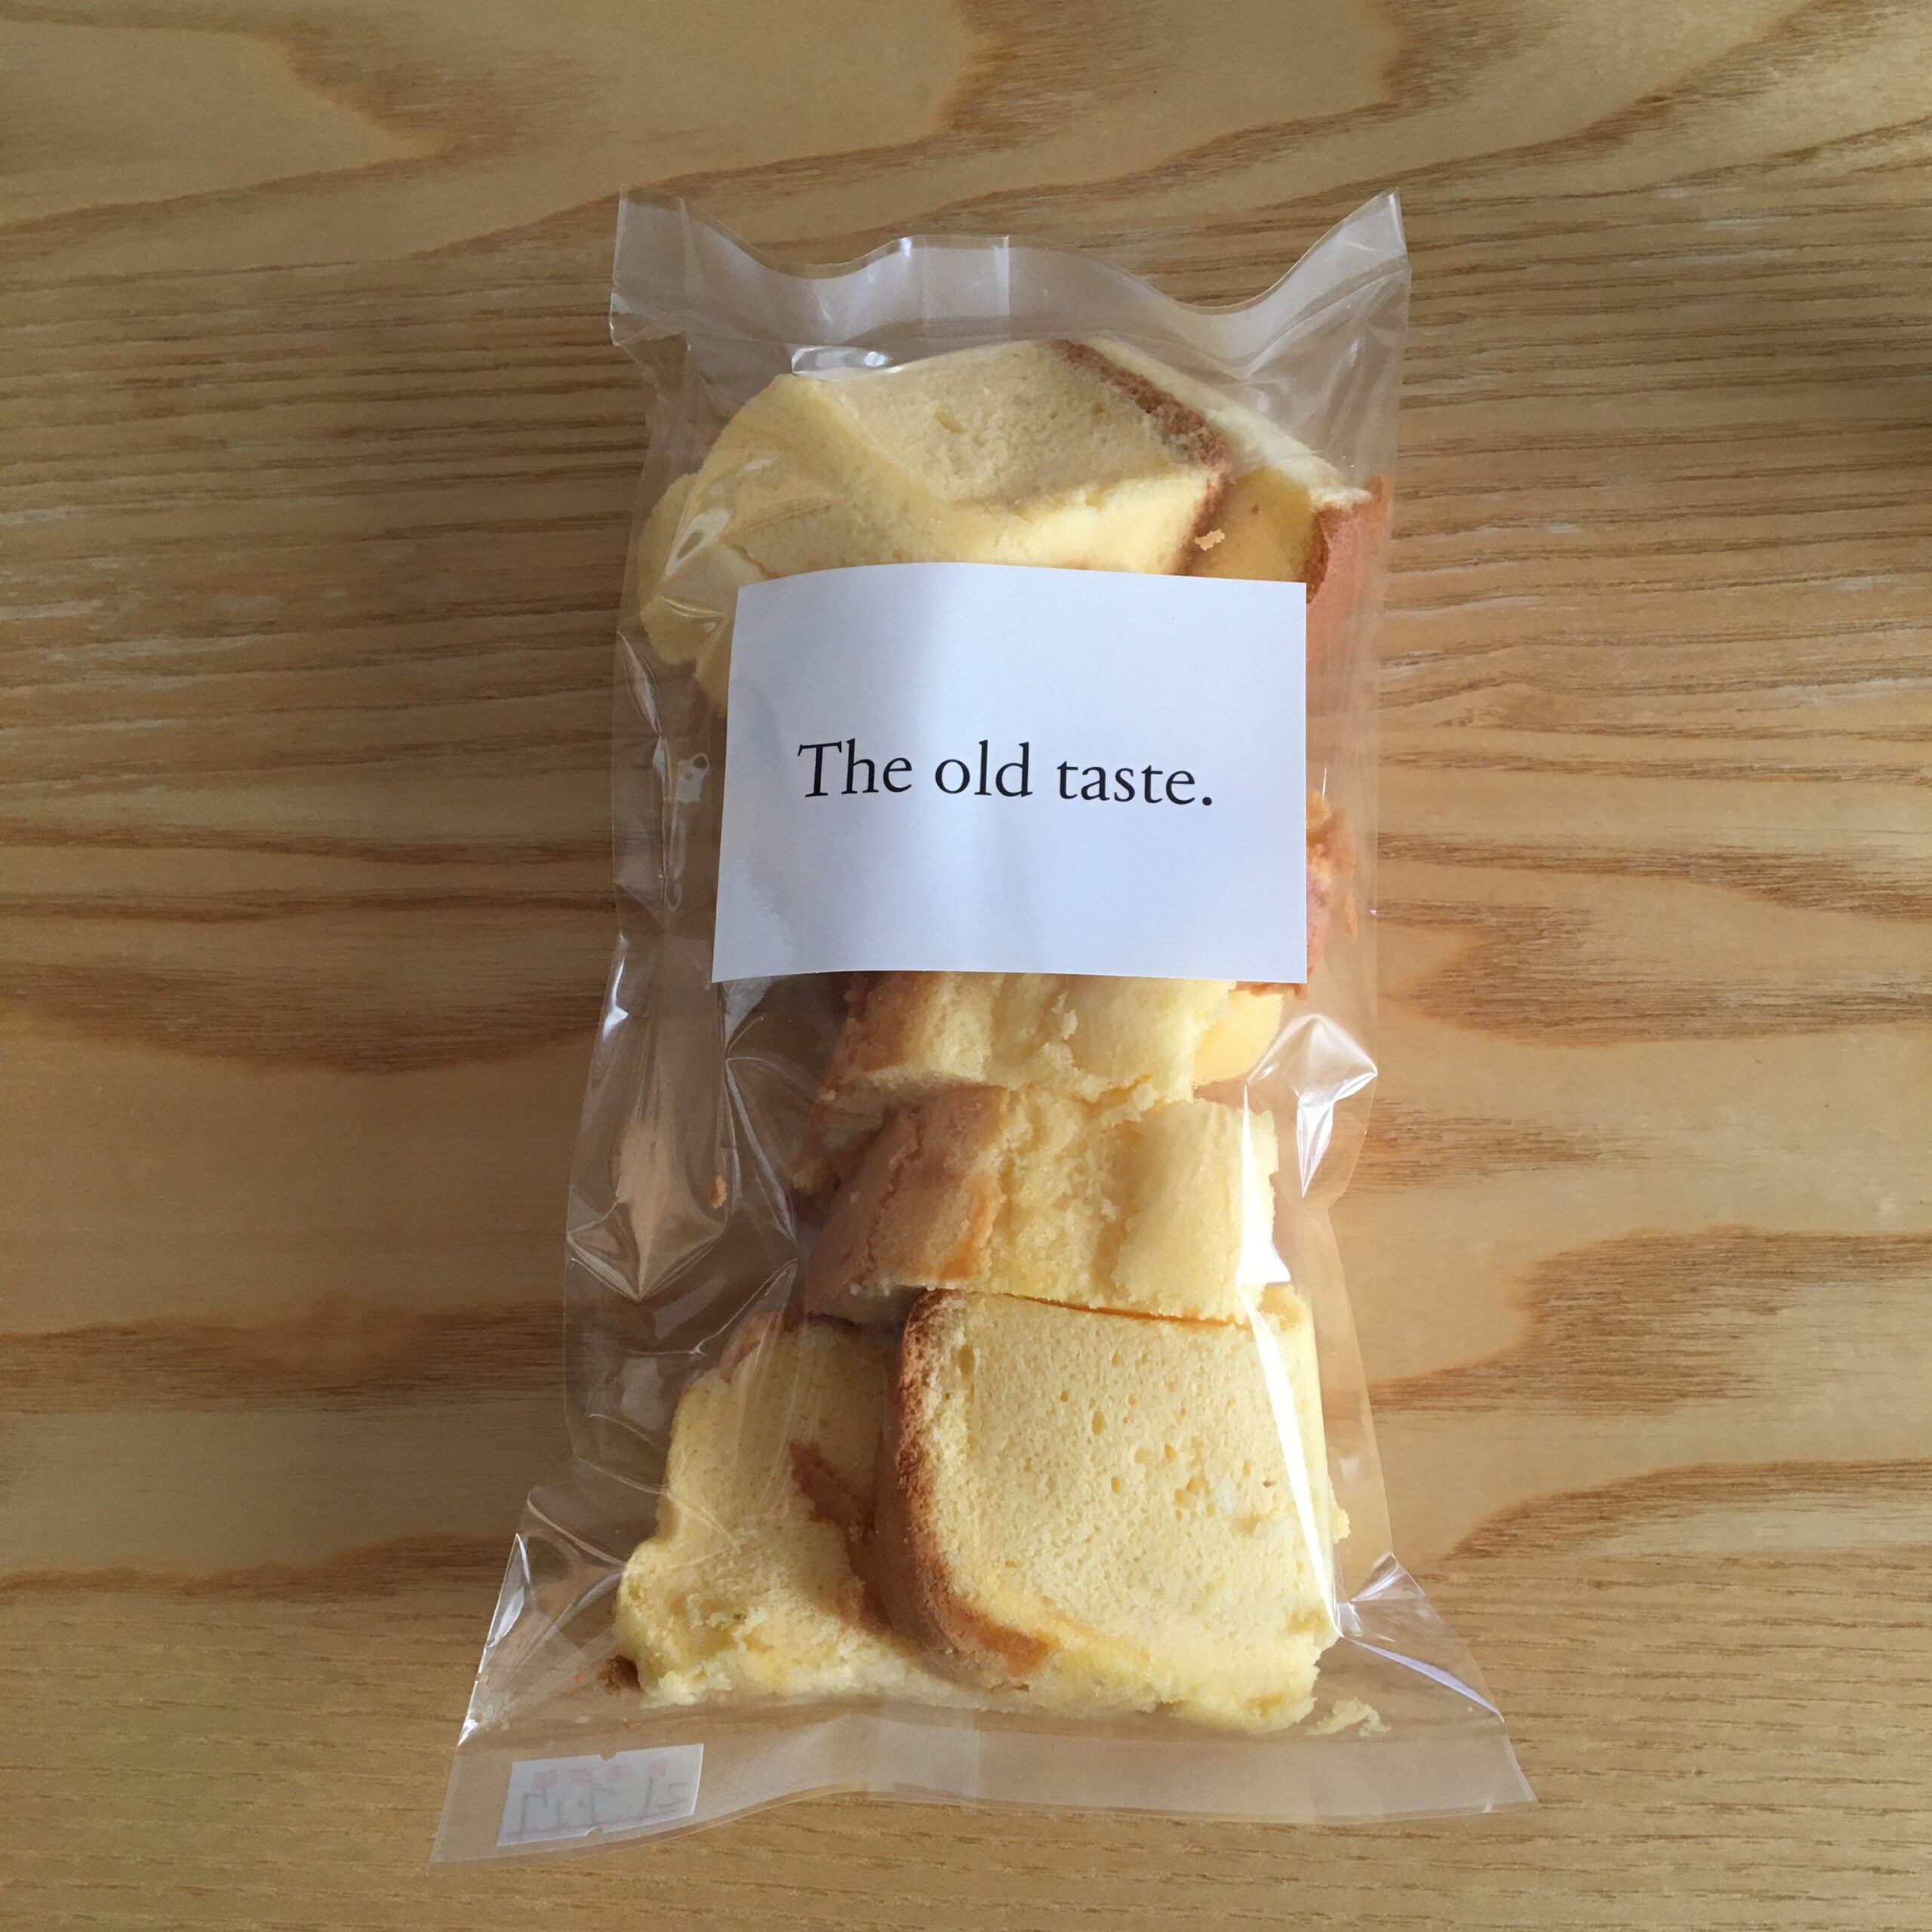 The old taste.